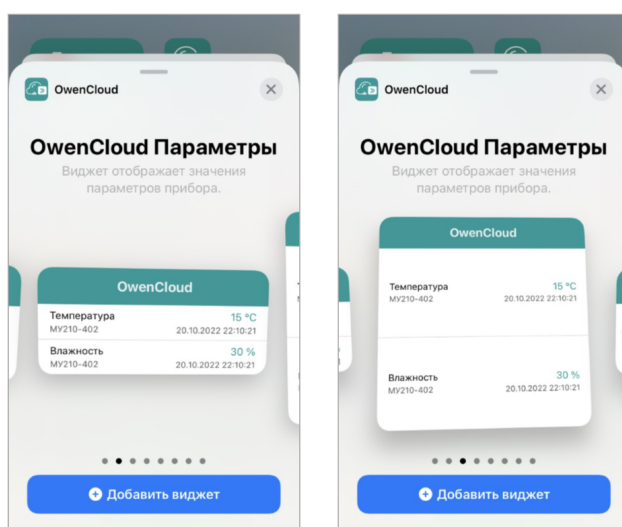 OwenCloud
OwenCloud Параметры
Виджет отображает значения
параметров прибора.
OwenCloud
Температура 15 °C
МУ210-402 20.10.2022 22:10:21
Влажность 30 %
МУ210-402 20.10.2022 22:10:21
Добавить виджет
OwenCloud
OwenCloud Параметры
Виджет отображает значения
параметров прибора.
OwenCloud
Температура 15 °C
МУ210-402 20.10.2022 22:10:21
Влажность 30 %
МУ210-402 20.10.2022 22:10:21
Добавить виджет